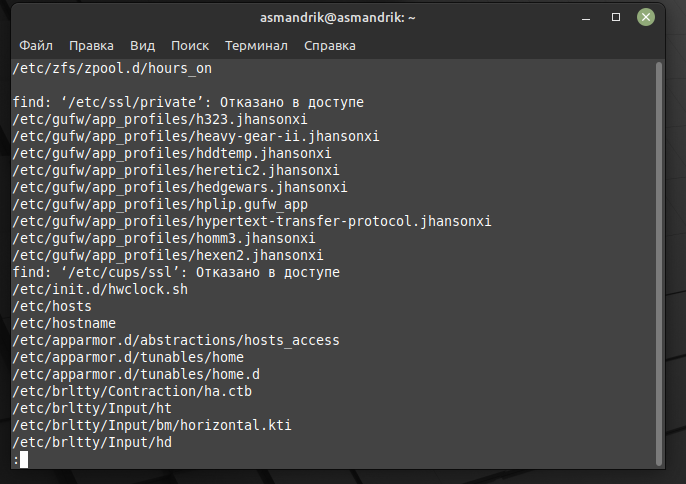 asmandrik@asmandrik: ~
Файл Правка Вид Поиск Терминал Справка
/etc/zfs/zpool.d/hours_on
find: ‘/etc/ssl/private’: Отказано в доступе
/etc/gufw/app_profiles/h323.jhansonxi
/etc/gufw/app_profiles/heavy-gear-ii.jhansonxi
/etc/gufw/app_profiles/hddtemp.jhansonxi
/etc/gufw/app_profiles/heretic2.jhansonxi
/etc/gufw/app_profiles/hedgewars.jhansonxi
/etc/gufw/app_profiles/hplip.gufw_app
/etc/gufw/app_profiles/hypertext-transfer-protocol.jhansonxi
/etc/gufw/app_profiles/homm3.jhansonxi
/etc/gufw/app_profiles/hexen2.jhansonxi
find: ‘/etc/cups/ssl’: Отказано в доступе
/etc/init.d/hwclock.sh
/etc/hosts
/etc/hostname
/etc/apparmor.d/abstractions/hosts_access
/etc/apparmor.d/tunables/home
/etc/apparmor.d/tunables/home.d
/etc/brltty/Contraction/ha.ctb
/etc/brltty/Input/ht
/etc/brltty/Input/bm/horizontal.kti
/etc/brltty/Input/hd
: